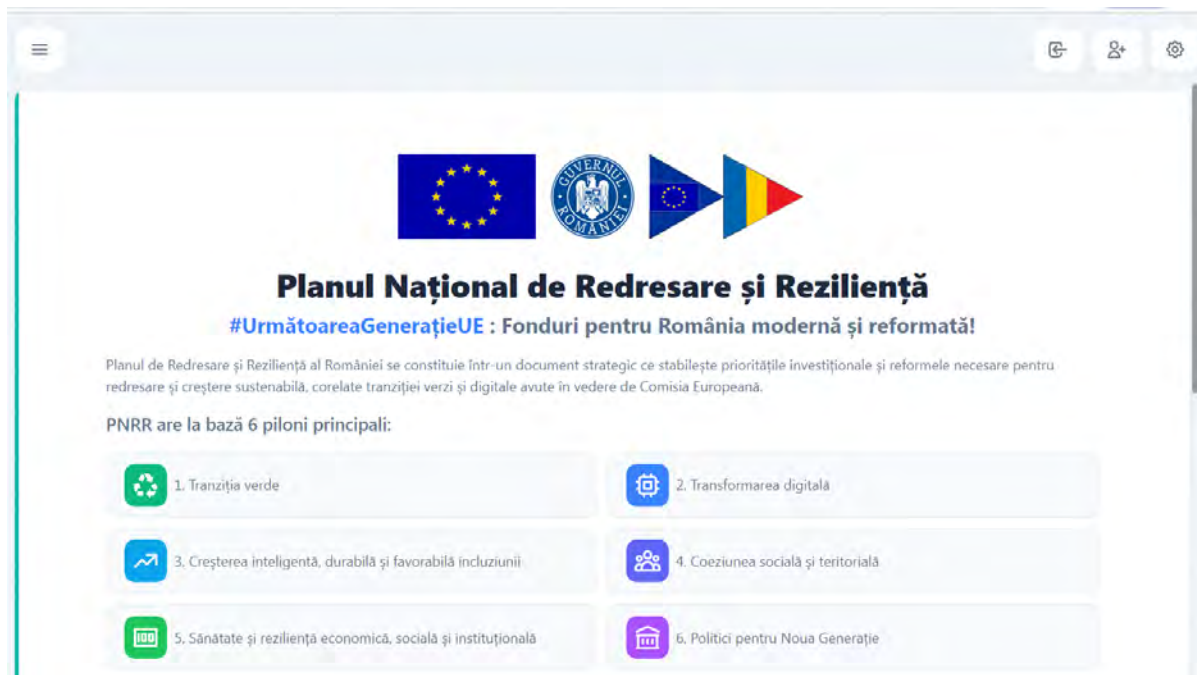 GUVERNUL ROMÂNIEI
Planul Național de Redresare și Reziliență
#UrmătoareaGenerațieUE : Fonduri pentru România modernă și reformată!
Planul de Redresare și Reziliență al României se constituie într-un document strategic ce stabilește prioritățile investiționale și reformele necesare pentru
redresare și creștere sustenabilă, corelate tranziției verzi și digitale avute în vedere de Comisia Europeană.
PNRR are la bază 6 piloni principali:
1. Tranziția verde
2. Transformarea digitală
3. Creșterea inteligentă, durabilă și favorabilă incluziunii
4. Coeziunea socială și teritorială
100
5. Sănătate și reziliență economică, socială și instituțională
6. Politici pentru Noua Generație